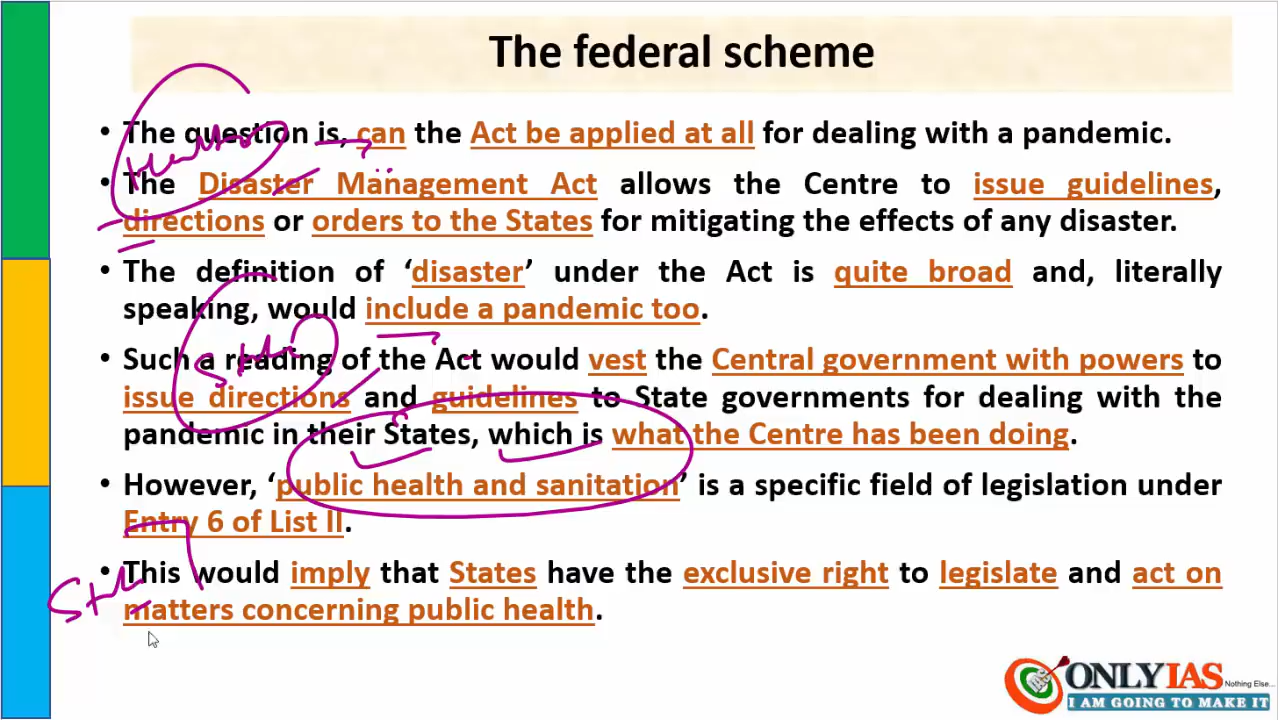 The federal scheme
• The question is, can the Act be applied at all for dealing with a pandemic.
• The Disaster Management Act allows the Centre to issue guidelines,
directions or orders to the States for mitigating the effects of any disaster.
• The definition of ‘disaster’ under the Act is quite broad and, literally
speaking, would include a pandemic too.
• Such a reading of the Act would vest the Central government with powers to
issue directions and guidelines to State governments for dealing with the
pandemic in their States, which is what the Centre has been doing.
• However, ‘public health and sanitation’ is a specific field of legislation under
Entry 6 of List II.
• This would imply that States have the exclusive right to legislate and act on
matters concerning public health.
ONLYIAS
Nothing Else...
I AM GOING TO MAKE IT